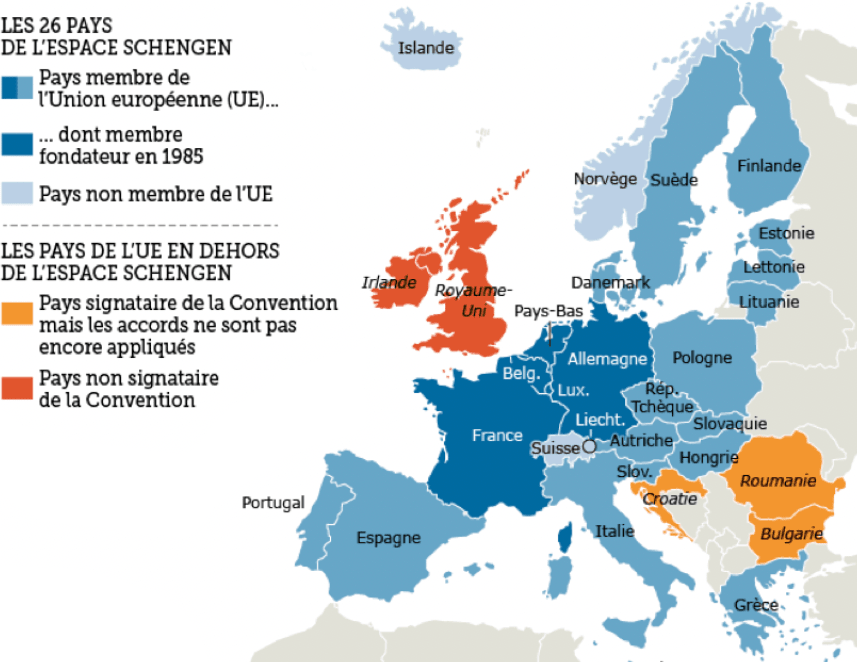 LES 26 PAYS
DE L'ESPACE SCHENGEN
Pays membre de
l'Union européenne (UE)...
... dont membre
fondateur en 1985
Pays non membre de l'UE
LES PAYS DE L'UE EN DEHORS
DE L'ESPACE SCHENGEN
Pays signataire de la Convention
mais les accords ne sont pas
encore appliqués
Pays non signataire
de la Convention
Islande
Norvège
Suède
Finlande
Estonie
Lettonie
Lituanie
Danemark
Irlande
Royaume-
Uni
Pays-Bas
Belg.
Lux.
Allemagne
Pologne
Rép.
Tchèque
Slovaquie
Liecht.
Autriche
Hongrie
France
Suisse
Slov.
Croatie
Roumanie
Bulgarie
Portugal
Espagne
Italie
Grèce